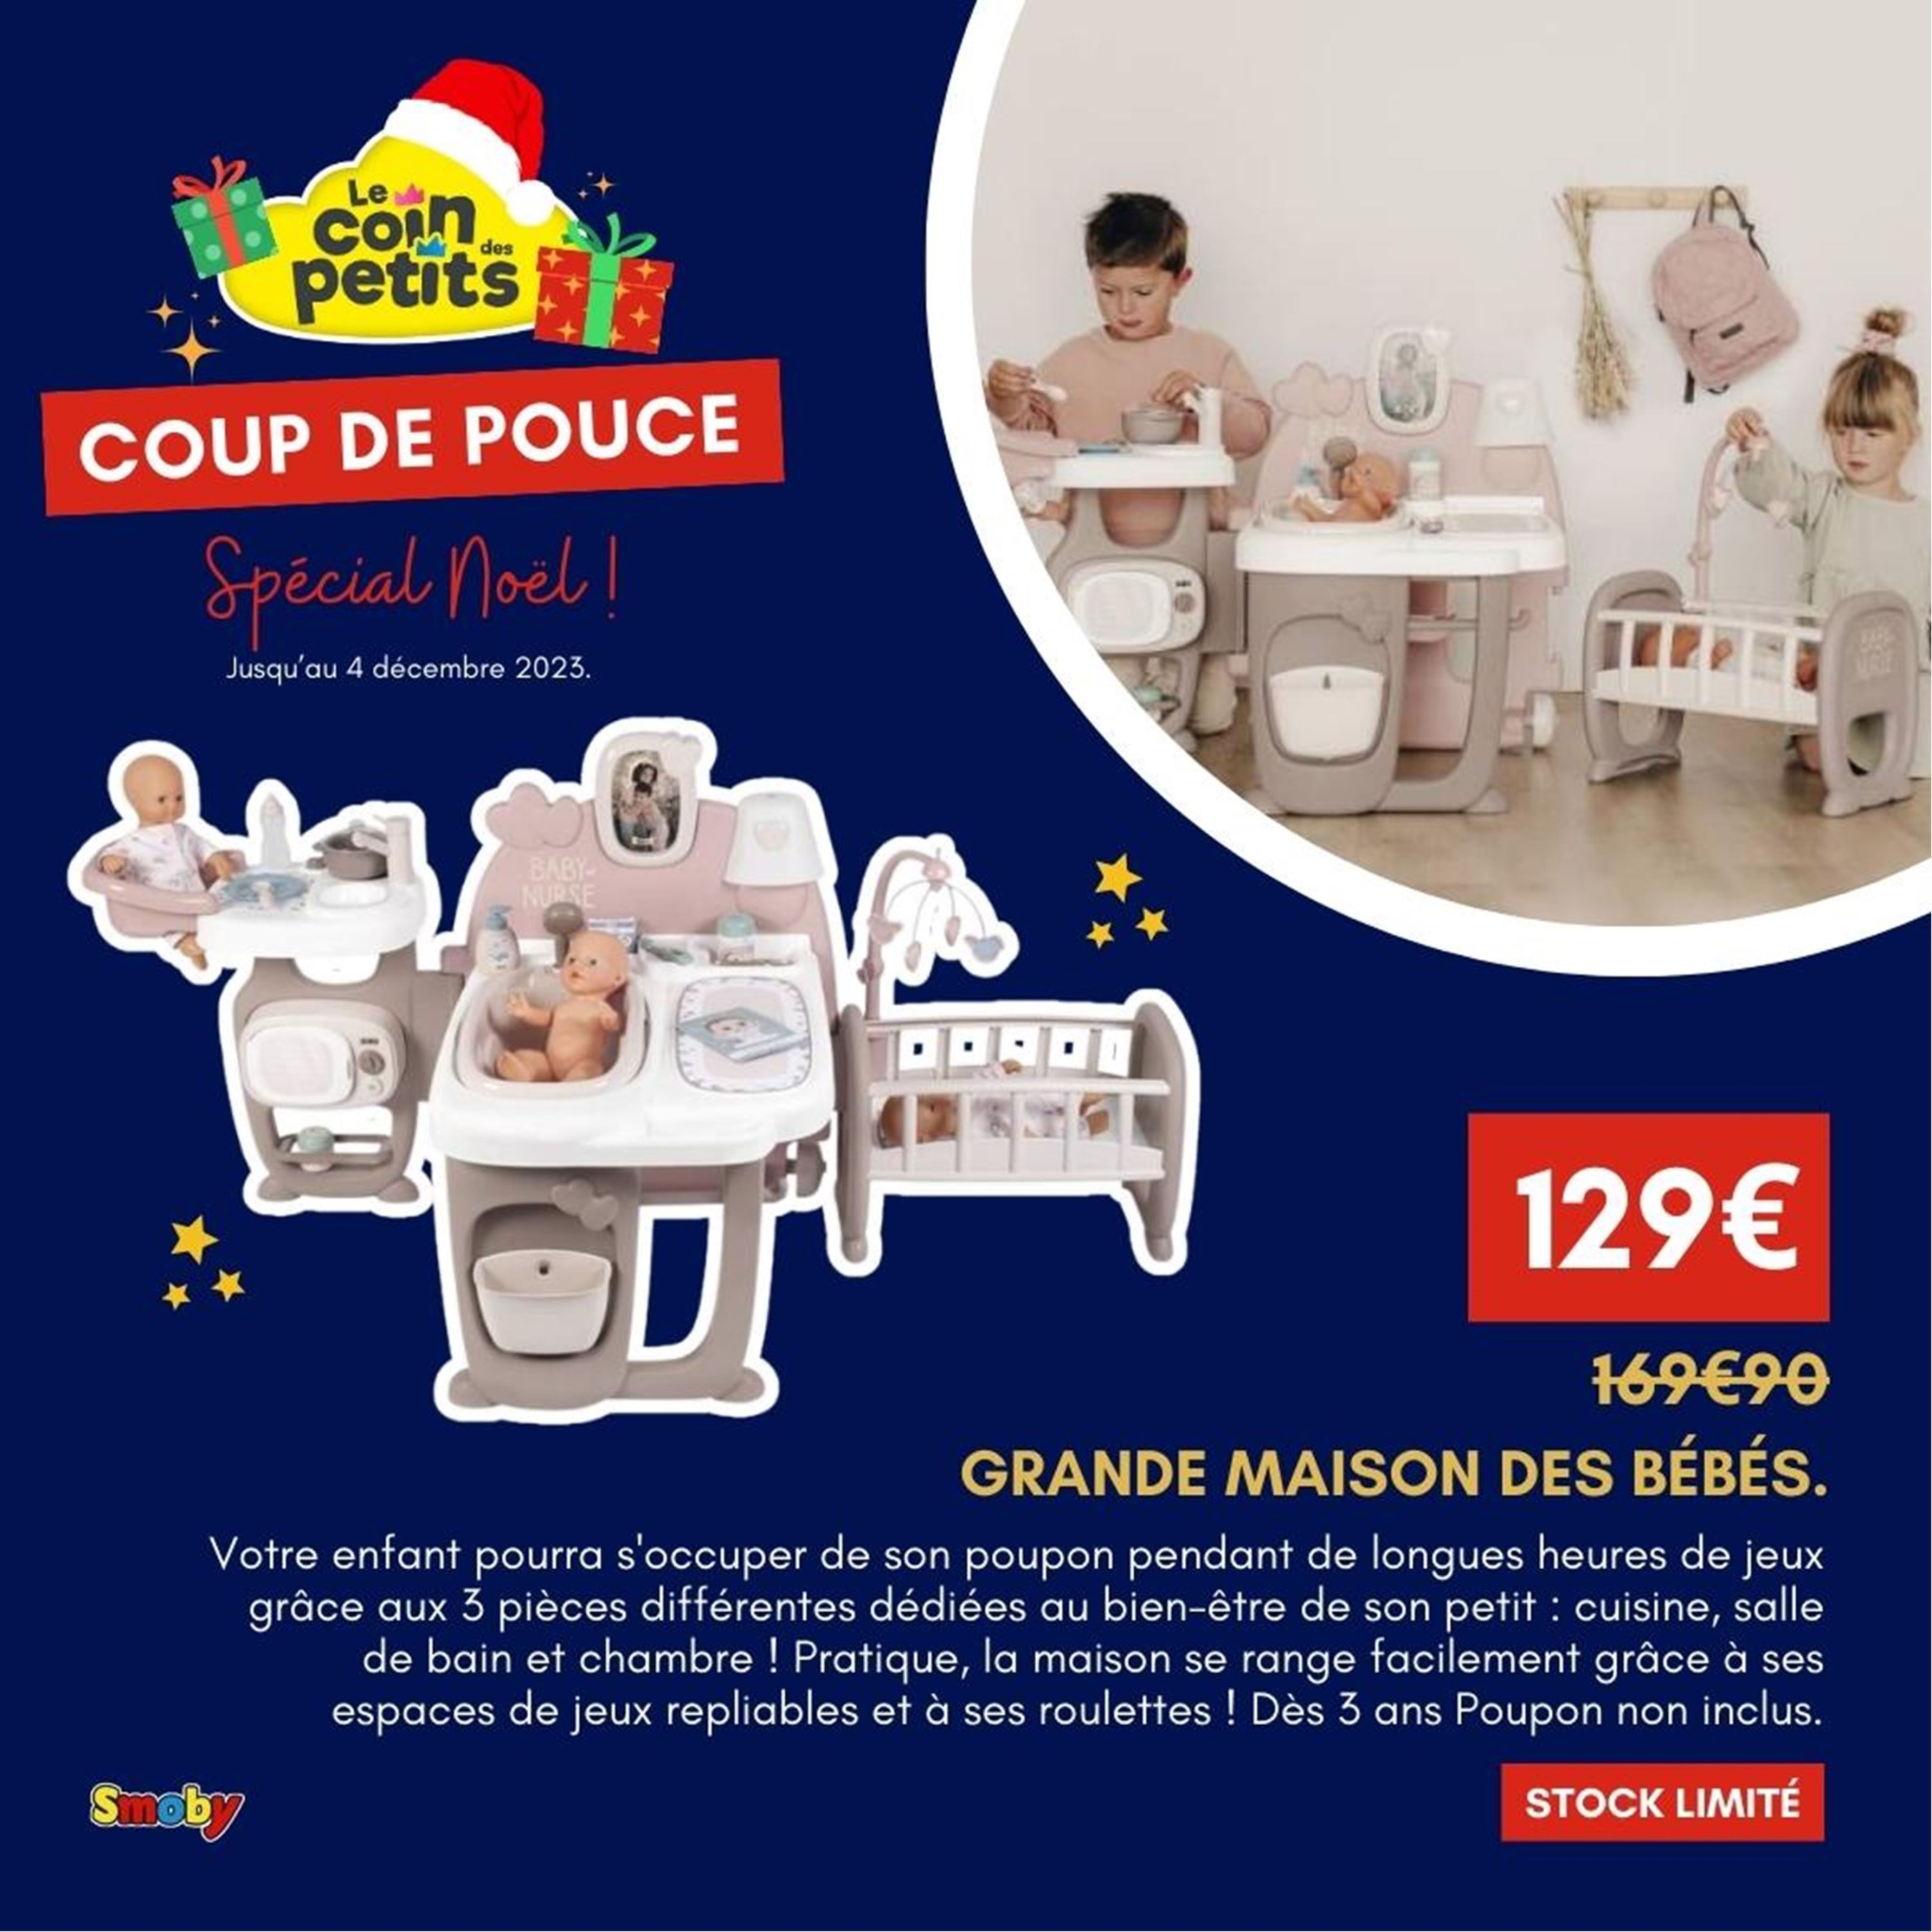 Le
coin
des
petits
COUP DE POUCE
Spécial Noël !
Jusqu'au 4 décembre 2023.
BABY-
NURSE
129€
169€90
GRANDE MAISON DES BÉBÉS.
Votre enfant pourra s'occuper de son poupon pendant de longues heures de jeux
grâce aux 3 pièces différentes dédiées au bien-être de son petit : cuisine, salle
de bain et chambre ! Pratique, la maison se range facilement grâce à ses
espaces de jeux repliables et à ses roulettes ! Dès 3 ans Poupon non inclus.
Smoby
STOCK LIMITÉ